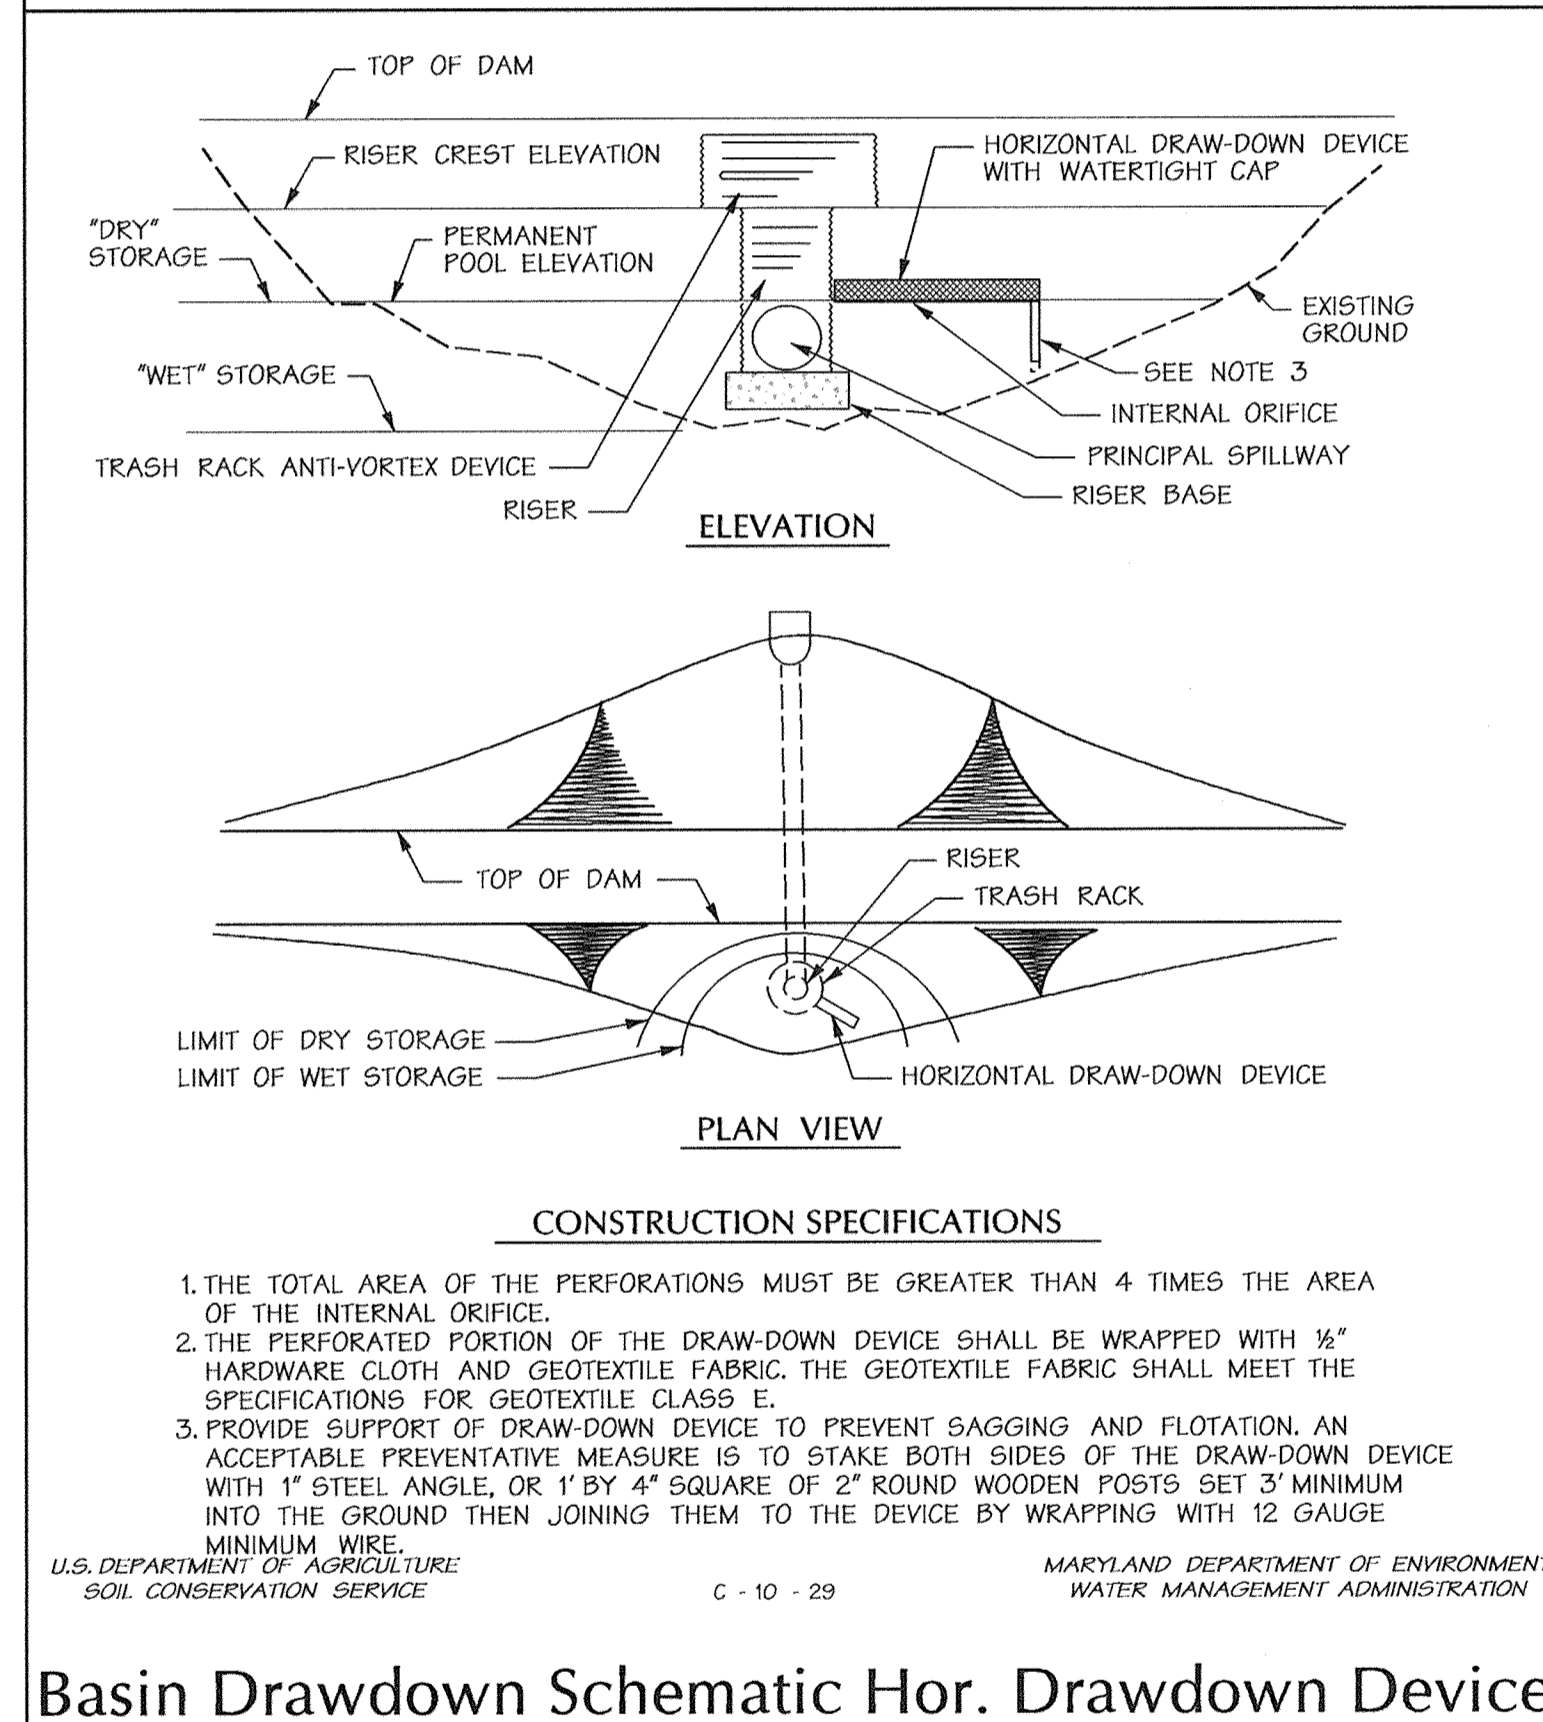 TOP OF DAM
RISER CREST ELEVATION
HORIZONTAL DRAW-DOWN DEVICE
WITH WATERTIGHT CAP
"DRY"
STORAGE
PERMANENT
POOL ELEVATION
EXISTING
GROUND
"WET" STORAGE
SEE NOTE 3
INTERNAL ORIFICE
TRASH RACK ANTI-VORTEX DEVICE
PRINCIPAL SPILLWAY
RISER BASE
RISER
ELEVATION
RISER
TOP OF DAM
TRASH RACK
LIMIT OF DRY STORAGE
LIMIT OF WET STORAGE
HORIZONTAL DRAW-DOWN DEVICE
PLAN VIEW
CONSTRUCTION SPECIFICATIONS
1. THE TOTAL AREA OF THE PERFORATIONS MUST BE GREATER THAN 4 TIMES THE AREA
OF THE INTERNAL ORIFICE.
2. THE PERFORATED PORTION OF THE DRAW-DOWN DEVICE SHALL BE WRAPPED WITH ½"
HARDWARE CLOTH AND GEOTEXTILE FABRIC. THE GEOTEXTILE FABRIC SHALL MEET THE
SPECIFICATIONS FOR GEOTEXTILE CLASS E.
3. PROVIDE SUPPORT OF DRAW-DOWN DEVICE TO PREVENT SAGGING AND FLOTATION. AN
ACCEPTABLE PREVENTATIVE MEASURE IS TO STAKE BOTH SIDES OF THE DRAW-DOWN DEVICE
WITH 1" STEEL ANGLE, OR 1' BY 4" SQUARE OF 2" ROUND WOODEN POSTS SET 3' MINIMUM
INTO THE GROUND THEN JOINING THEM TO THE DEVICE BY WRAPPING WITH 12 GAUGE
MINIMUM WIRE.
U.S. DEPARTMENT OF AGRICULTURE
SOIL CONSERVATION SERVICE
C - 10 - 29
MARYLAND DEPARTMENT OF ENVIRONMENT
WATER MANAGEMENT ADMINISTRATION
Basin Drawdown Schematic Hor. Drawdown Device